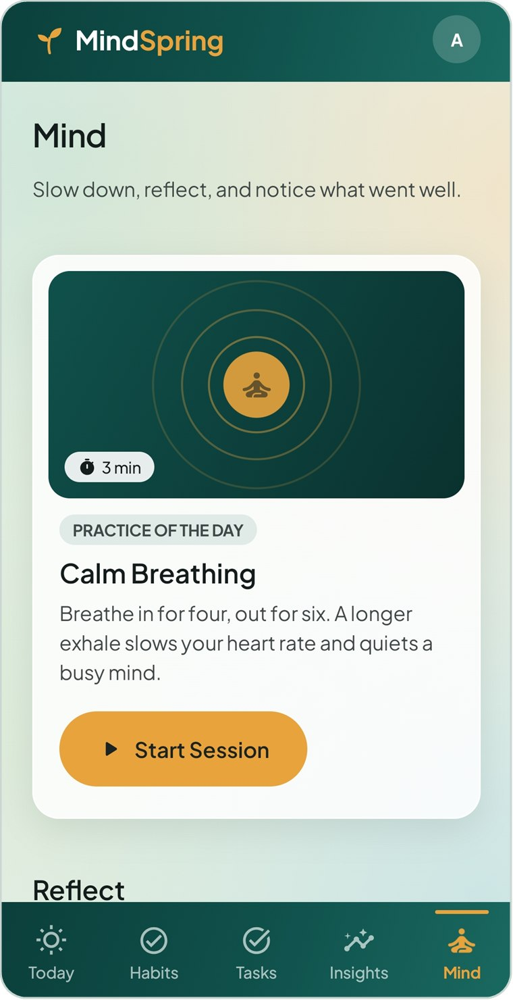 MindSpring
A
Mind
Slow down, reflect, and notice what went well.
3 min
PRACTICE OF THE DAY
Calm Breathing
Breathe in for four, out for six. A longer
exhale slows your heart rate and quiets a
busy mind.
Start Session
Reflect
Today
Habits
Tasks
Insights
Mind